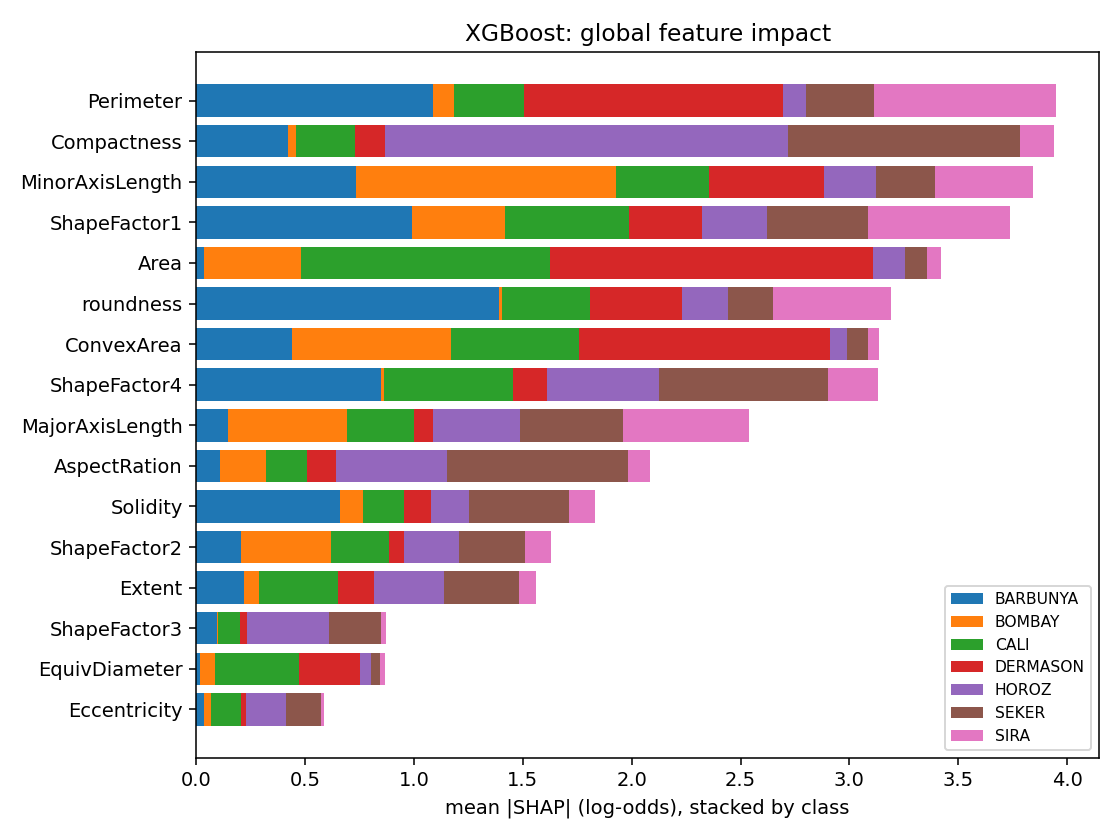 XGBoost: global feature impact
Perimeter
Compactness
MinorAxisLength
ShapeFactor1
Area
roundness
ConvexArea
ShapeFactor4
MajorAxisLength
AspectRation
Solidity
ShapeFactor2
Extent
ShapeFactor3
EquivDiameter
Eccentricity
BARBUNYA
BOMBAY
CALI
DERMASON
HOROZ
SEKER
SIRA
0.0 0.5 1.0 1.5 2.0 2.5 3.0 3.5 4.0
mean |SHAP| (log-odds), stacked by class